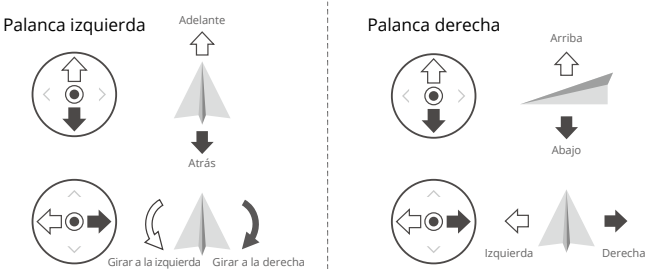 Palanca izquierda
Adelante
Atrás
Girar a la izquierda
Girar a la derecha
Palanca derecha
Arriba
Abajo
Izquierda
Derecha